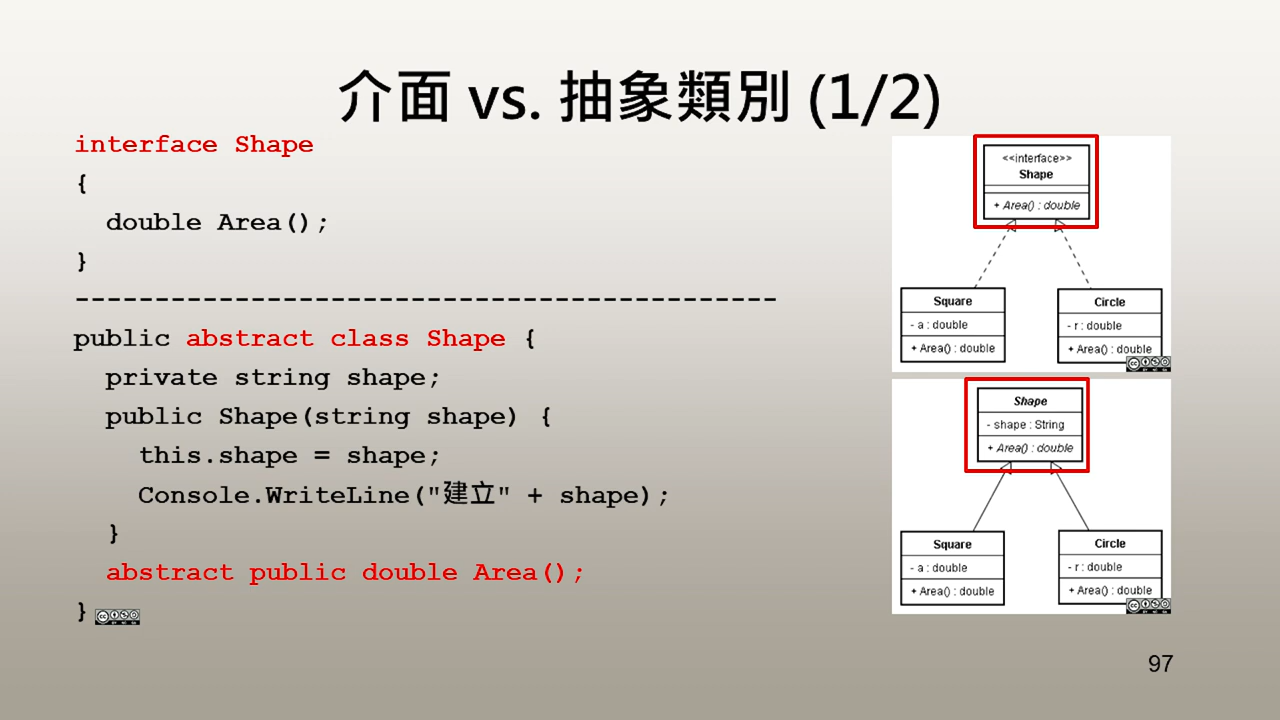 介面 vs. 抽象類別 (1/2)
interface Shape
{
double Area();
}
--------------------------------------------
public abstract class Shape {
private string shape;
public Shape(string shape) {
this.shape = shape;
Console.WriteLine("建立" + shape);
}
abstract public double Area();
}
<<interface>>
Shape
+ Area() : double
Square
- a : double
+ Area() : double
Circle
- r : double
+ Area() : double
Shape
- shape : String
+ Area() : double
Square
- a : double
+ Area() : double
Circle
- r : double
+ Area() : double
97